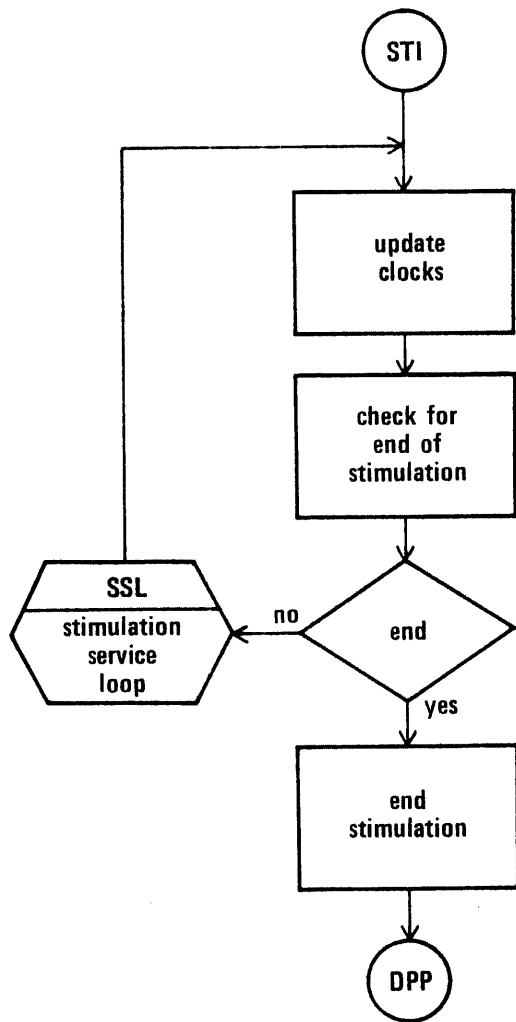 STI
update
clocks
check for
end of
stimulation
SSL
stimulation
service
loop
no
end
yes
end
stimulation
DPP